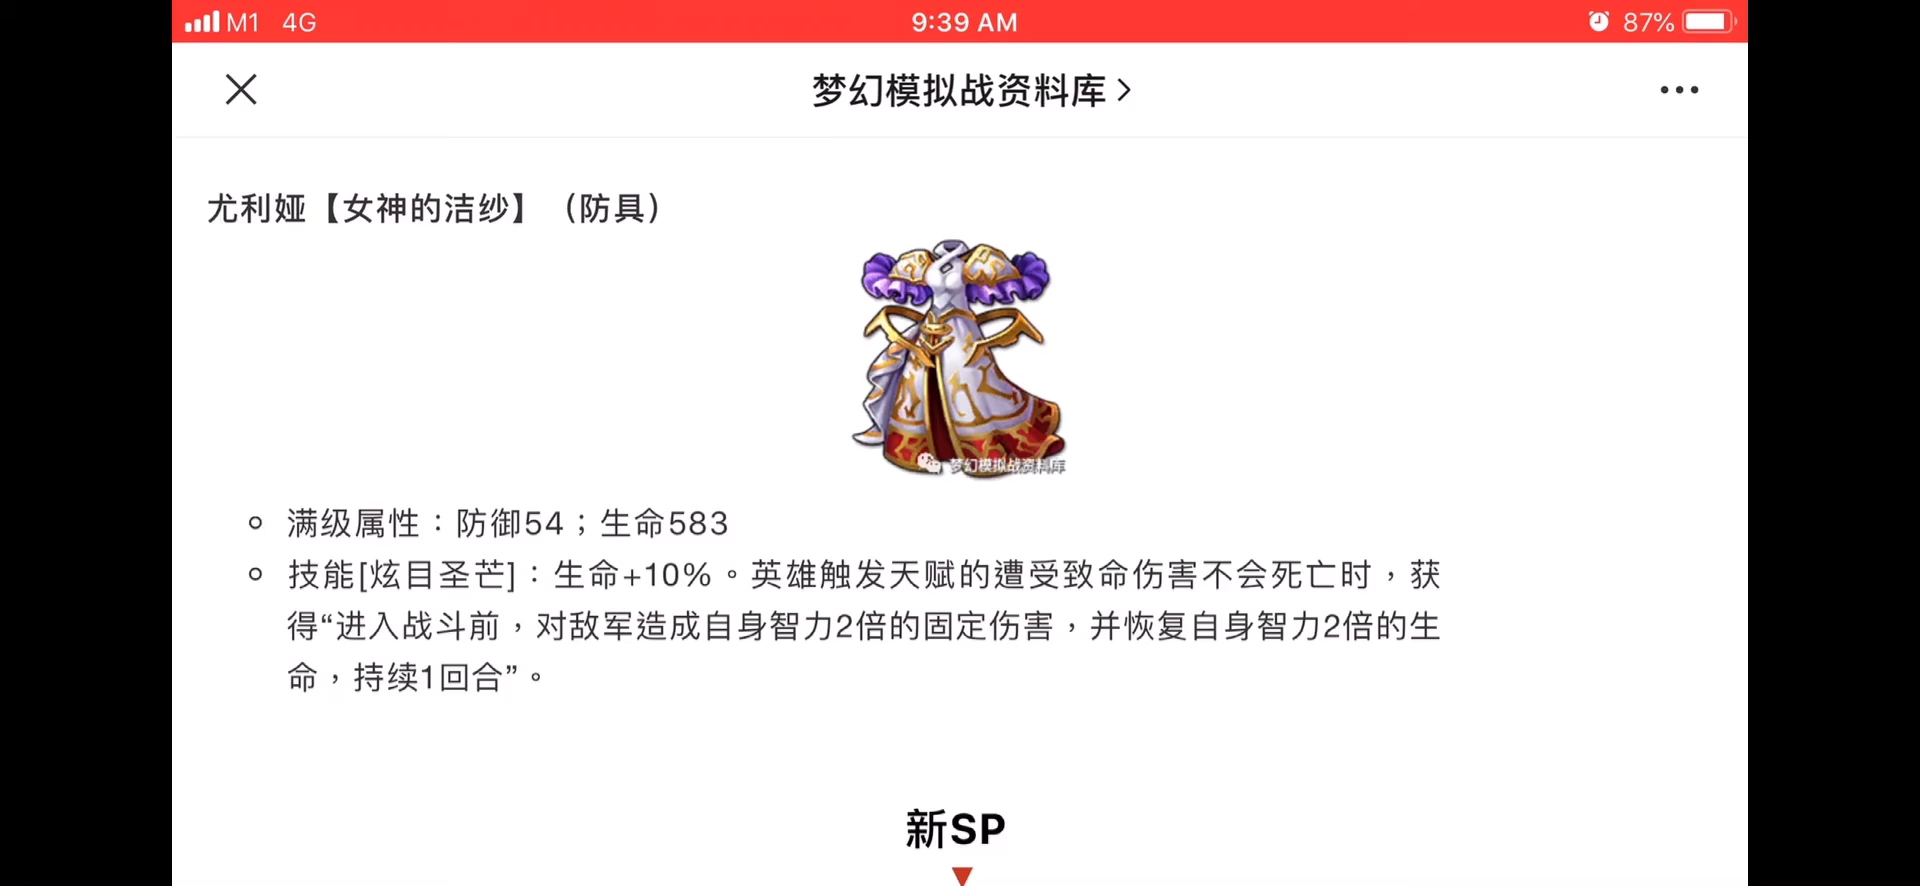 M1 4G 9:39 AM 87%
梦幻模拟战资料库
尤利娅【女神的洁纱】（防具）
梦幻模拟战资料库
满级属性：防御54；生命583
技能[炫目圣芒]：生命+10%。英雄触发天赋的遭受致命伤害不会死亡时，获
得“进入战斗前，对敌军造成自身智力2倍的固定伤害，并恢复自身智力2倍的生
命，持续1回合”。
新SP